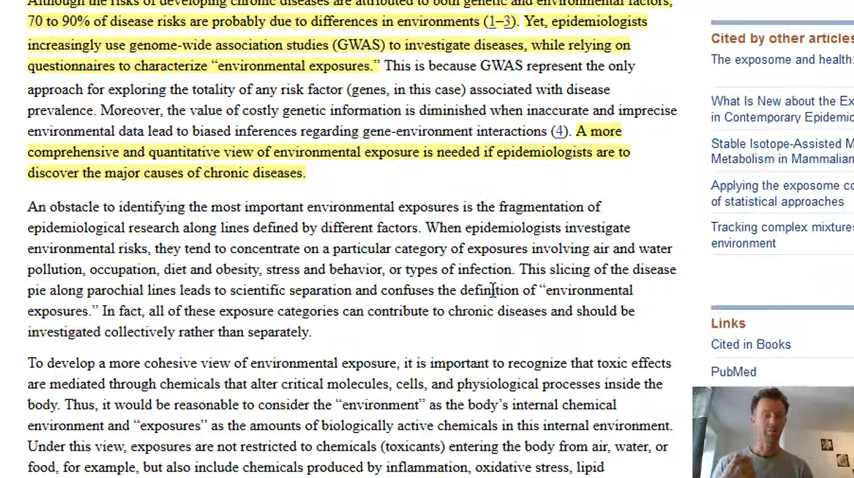 Although the risks of developing chronic diseases are attributed to both genetic and environmental factors,
70 to 90% of disease risks are probably due to differences in environments (1–3). Yet, epidemiologists
increasingly use genome-wide association studies (GWAS) to investigate diseases, while relying on
questionnaires to characterize “environmental exposures.” This is because GWAS represent the only
approach for exploring the totality of any risk factor (genes, in this case) associated with disease
prevalence. Moreover, the value of costly genetic information is diminished when inaccurate and imprecise
environmental data lead to biased inferences regarding gene-environment interactions (4). A more
comprehensive and quantitative view of environmental exposure is needed if epidemiologists are to
discover the major causes of chronic diseases.
An obstacle to identifying the most important environmental exposures is the fragmentation of
epidemiological research along lines defined by different factors. When epidemiologists investigate
environmental risks, they tend to concentrate on a particular category of exposures involving air and water
pollution, occupation, diet and obesity, stress and behavior, or types of infection. This slicing of the disease
pie along parochial lines leads to scientific separation and confuses the definition of “environmental
exposures.” In fact, all of these exposure categories can contribute to chronic diseases and should be
investigated collectively rather than separately.
To develop a more cohesive view of environmental exposure, it is important to recognize that toxic effects
are mediated through chemicals that alter critical molecules, cells, and physiological processes inside the
body. Thus, it would be reasonable to consider the “environment” as the body’s internal chemical
environment and “exposures” as the amounts of biologically active chemicals in this internal environment.
Under this view, exposures are not restricted to chemicals (toxicants) entering the body from air, water, or
food, for example, but also include chemicals produced by inflammation, oxidative stress, lipid
Cited by other articles
The exposome and health:
What Is New about the Ex
in Contemporary Epidemic
Stable Isotope-Assisted M
Metabolism in Mammalian
Applying the exposome co
of statistical approaches
Tracking complex mixtures
environment
Links
Cited in Books
PubMed